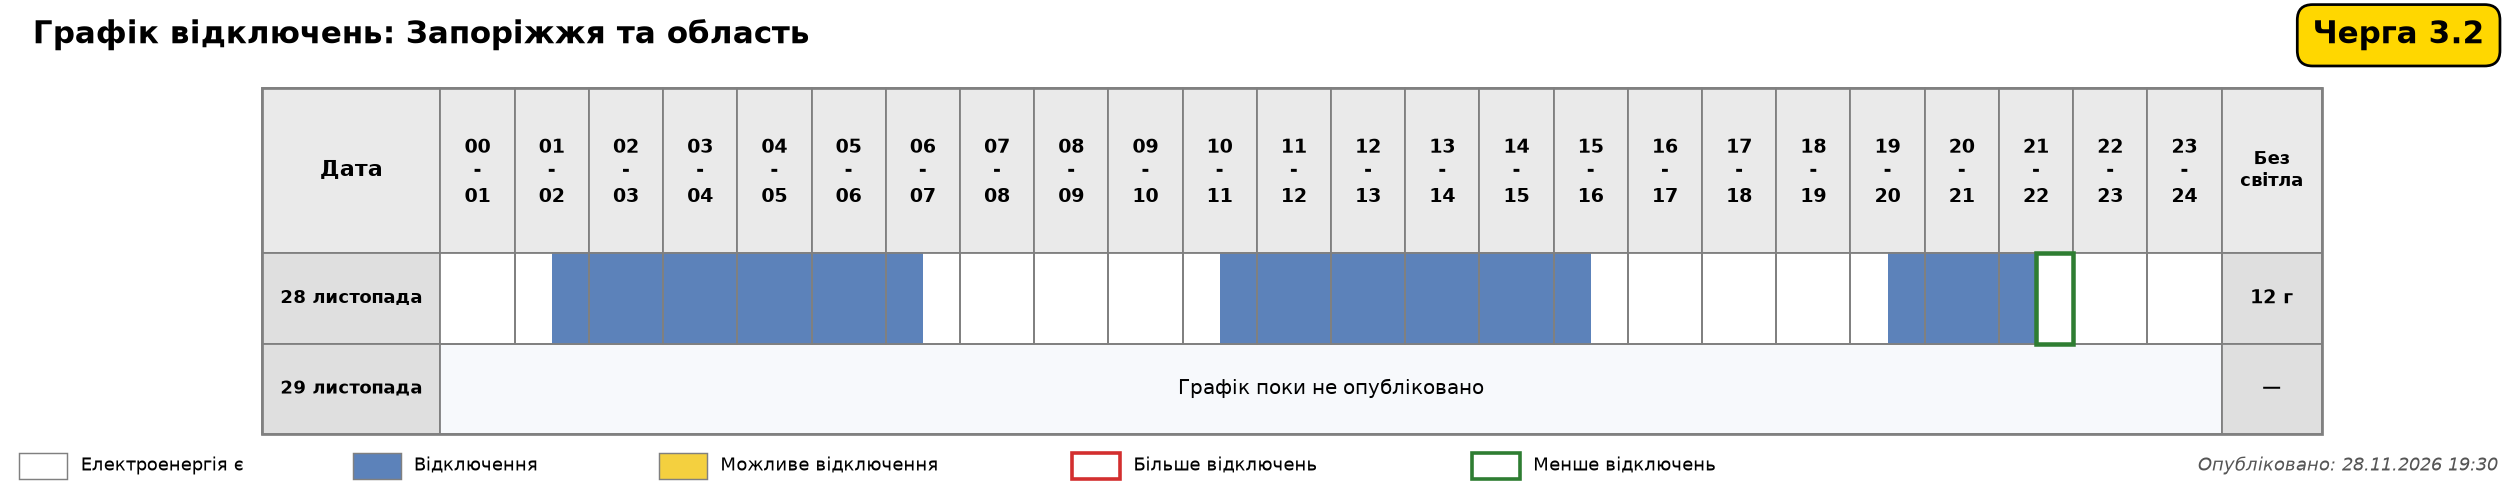 Графік відключень: Запоріжжя та область
Черга 3.2
Дата
00 - 01
01 - 02
02 - 03
03 - 04
04 - 05
05 - 06
06 - 07
07 - 08
08 - 09
09 - 10
10 - 11
11 - 12
12 - 13
13 - 14
14 - 15
15 - 16
16 - 17
17 - 18
18 - 19
19 - 20
20 - 21
21 - 22
22 - 23
23 - 24
Без
світла
28 листопада
12 г
29 листопада
Графік поки не опубліковано
—
Електроенергія є
Відключення
Можливе відключення
Більше відключень
Менше відключень
Опубліковано: 28.11.2026 19:30